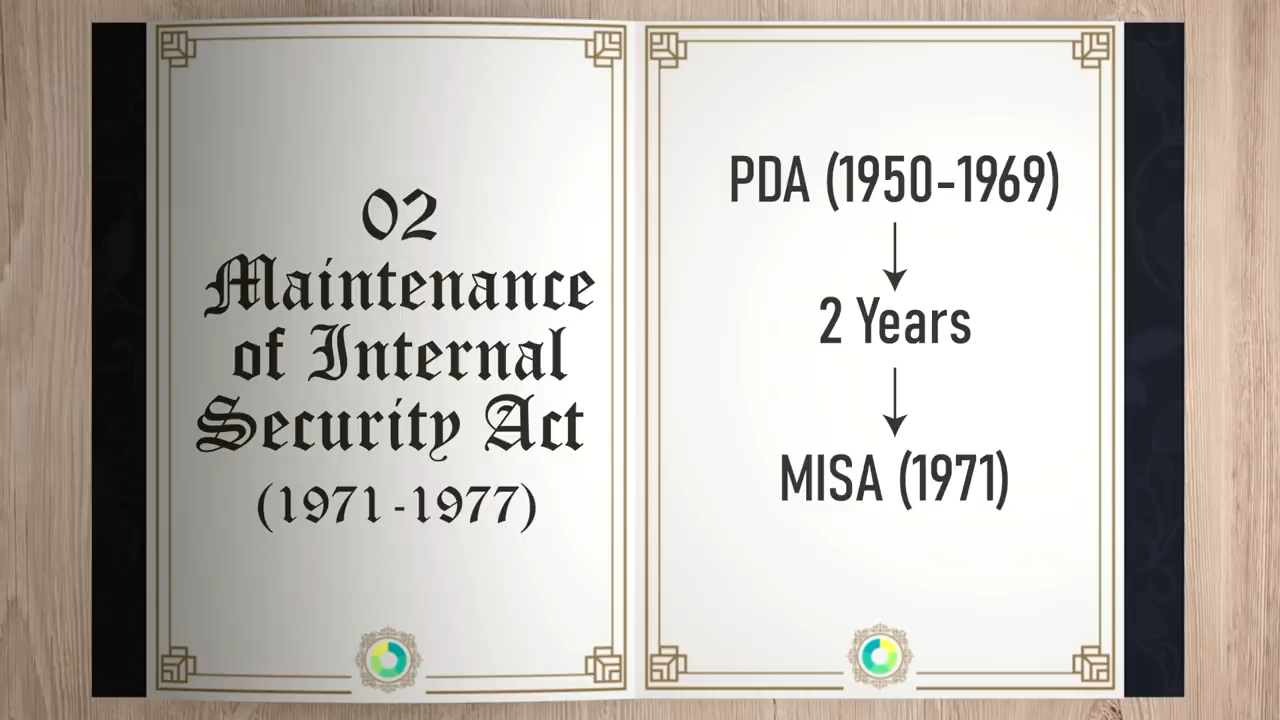 02
Maintenance
of Internal
Security Act
(1971-1977)
PDA (1950-1969)
2 Years
MISA (1971)